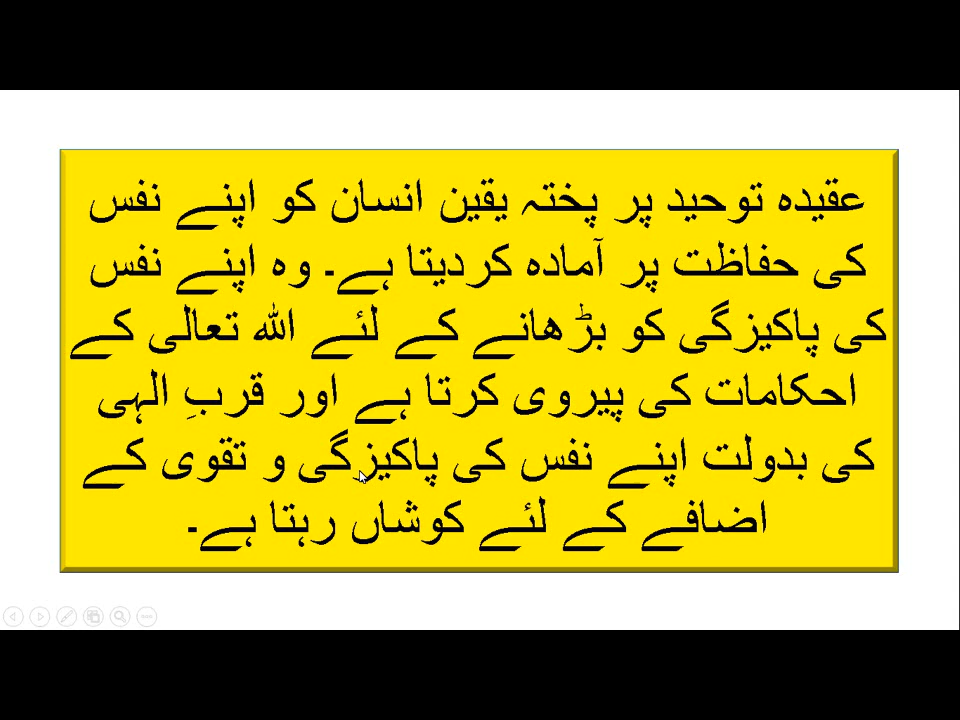 عقیدہ توحید پر پختہ یقین انسان کو اپنے نفس
کی حفاظت پر آمادہ کردیتا ہے۔ وہ اپنے نفس
کی پاکیزگی کو بڑھانے کے لئے اللہ تعالی کے
احکامات کی پیروی کرتا ہے اور قربِ الہی
کی بدولت اپنے نفس کی پاکیزگی و تقوی کے
اضافے کے لئے کوشاں رہتا ہے۔